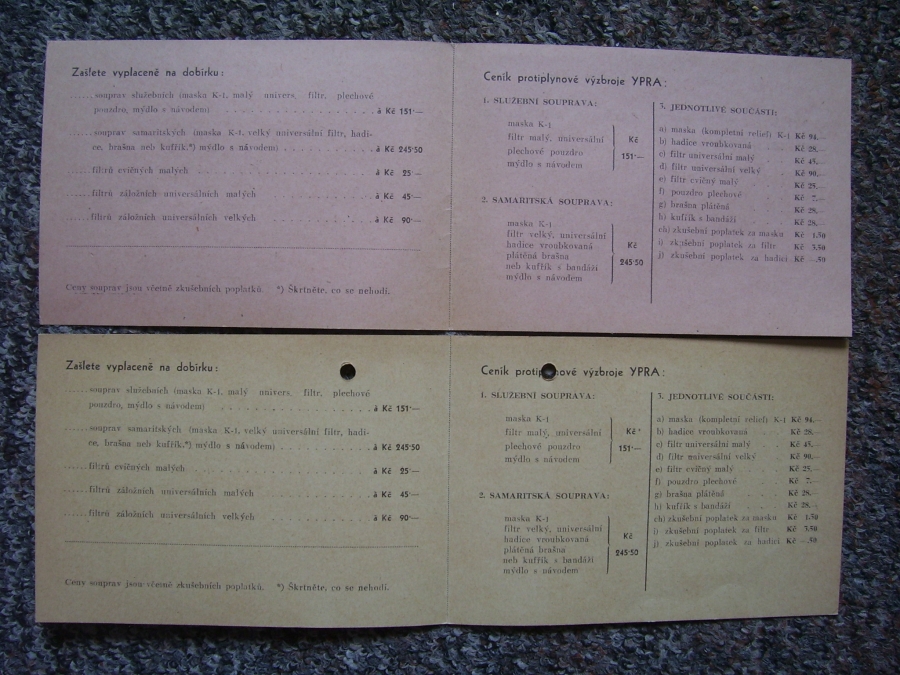 Zašlete vyplaceně na dobírku:
......souprav služebních (maska K-1, malý univers. filtr, plechové
pouzdro, mýdlo s návodem) . . . . . . . . . . . . à Kč 151·—
......souprav samaritských (maska K-1, velký universální filtr, hadi-
ce, brašna neb kufřík.*) mýdlo s návodem) . . . . . . . . . . à Kč 245·50
......filtrů cvičných malých . . . . . . . . . . . . à Kč 25·—
......filtrů záložních universálních malých . . . . . . . . . . à Kč 45·—
......filtrů záložních universálních velkých . . . . . . . . . . à Kč 90·—
Ceny souprav jsou včetně zkušebních poplatků. *) Škrtněte, co se nehodí.
Ceník protiplynové výzbroje YPRA:
1. SLUŽEBNÍ SOUPRAVA:
maska K-1
filtr malý, universální Kč
plechové pouzdro 151·—
mýdlo s návodem
2. SAMARITSKÁ SOUPRAVA:
maska K-1
filtr velký, universální
hadice vroubkovaná Kč
plátěná brašna 245·50
neb kufřík s bandáží
mýdlo s návodem
3. JEDNOTLIVÉ SOUČÁSTI:
a) maska (kompletní relief) K-1 Kč 94.—
b) hadice vroubkovaná . . Kč 28.—
c) filtr universální malý . Kč 45.—
d) filtr universální velký . Kč 90.—
e) filtr cvičný malý . . Kč 25.—
f) pouzdro plechové . . Kč 7.—
g) brašna plátěná . . . Kč 28.—
h) kufřík s bandáží . . . Kč 28.—
ch) zkušební poplatek za masku Kč 1.50
i) zkušební poplatek za filtr Kč 3.50
j) zkušební poplatek za hadici Kč —.50
Zašlete vyplaceně na dobírku:
......souprav služebních (maska K-1, malý univers. filtr, plechové
pouzdro, mýdlo s návodem) . . . . . . . . . . . . à Kč 151·—
......souprav samaritských (maska K-1, velký universální filtr, hadi-
ce, brašna neb kufřík.*) mýdlo s návodem) . . . . . . . . . . à Kč 245·50
......filtrů cvičných malých . . . . . . . . . . . . à Kč 25·—
......filtrů záložních universálních malých . . . . . . . . . . à Kč 45·—
......filtrů záložních universálních velkých . . . . . . . . . . à Kč 90·—
Ceny souprav jsou včetně zkušebních poplatků. *) Škrtněte, co se nehodí.
Ceník protiplynové výzbroje YPRA:
1. SLUŽEBNÍ SOUPRAVA:
maska K-1
filtr malý, universální Kč
plechové pouzdro 151·—
mýdlo s návodem
2. SAMARITSKÁ SOUPRAVA:
maska K-1
filtr velký, universální
hadice vroubkovaná Kč
plátěná brašna 245·50
neb kufřík s bandáží
mýdlo s návodem
3. JEDNOTLIVÉ SOUČÁSTI:
a) maska (kompletní relief) K-1 Kč 94.—
b) hadice vroubkovaná . . . Kč 28.—
c) filtr universální malý . . Kč 45.—
d) filtr universální velký . Kč 90.—
e) filtr cvičný malý . . Kč 25.—
f) pouzdro plechové . . . Kč 7.—
g) brašna plátěná . . . . Kč 28.—
h) kufřík s bandáží . . . Kč 28.—
ch) zkušební poplatek za masku Kč 1.50
i) zkušební poplatek za filtr Kč 3.50
j) zkušební poplatek za hadici Kč —.50